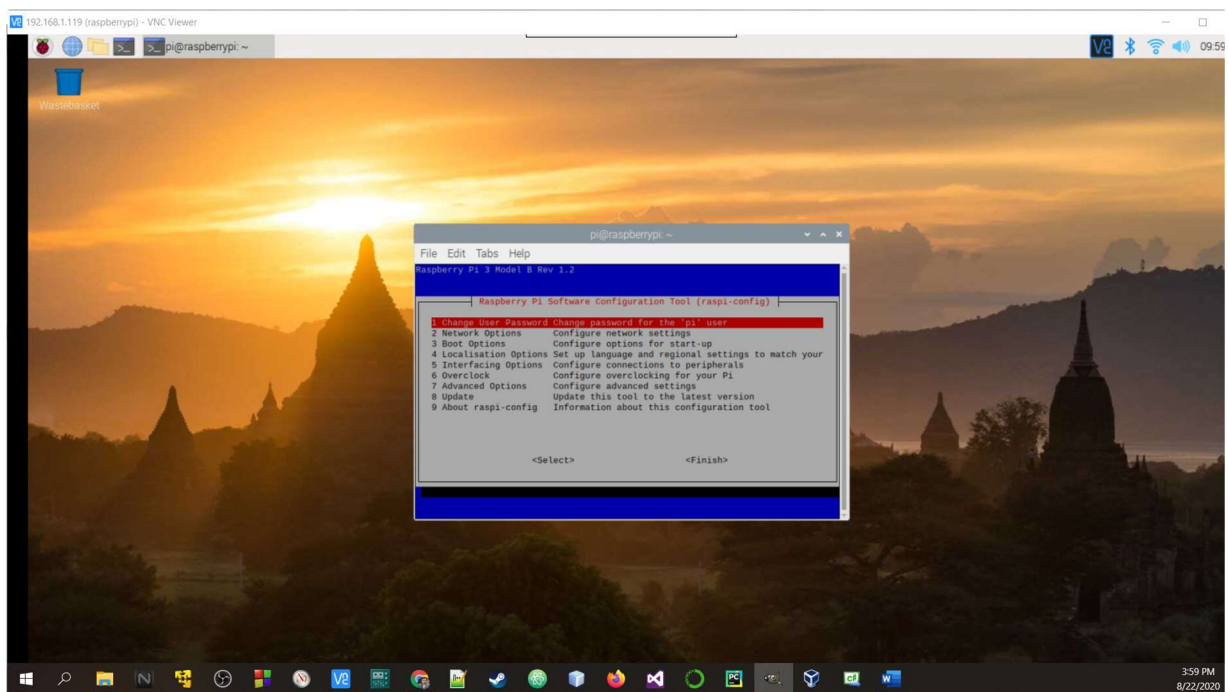 192.168.1.119 (raspberrypi) - VNC Viewer
pi@raspberrypi: ~
09:59
Wastebasket
pi@raspberrypi: ~
File Edit Tabs Help
Raspberry Pi 3 Model B Rev 1.2
Raspberry Pi Software Configuration Tool (raspi-config)
1 Change User Password Change password for the 'pi' user
2 Network Options Configure network settings
3 Boot Options Configure options for start-up
4 Localisation Options Set up language and regional settings to match your
5 Interfacing Options Configure connections to peripherals
6 Overclock Configure overclocking for your Pi
7 Advanced Options Configure advanced settings
8 Update Update this tool to the latest version
9 About raspi-config Information about this configuration tool
<Select> <Finish>
3:59 PM
8/22/2020